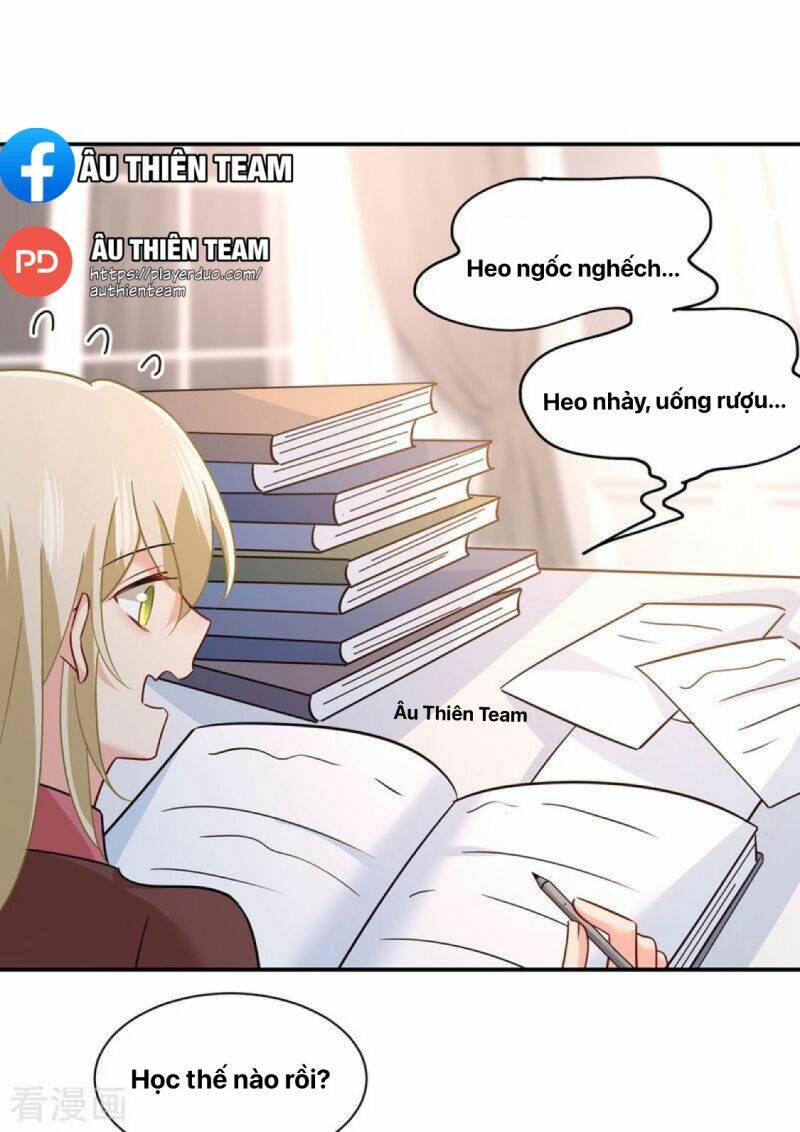 ÂU THIÊN TEAM
PD
ÂU THIÊN TEAM
https://playerduo.com/
authienteam
Heo ngốc nghếch...
Heo nhảy, uống rượu...
Âu Thiên Team
Học thế nào rồi?
看漫画